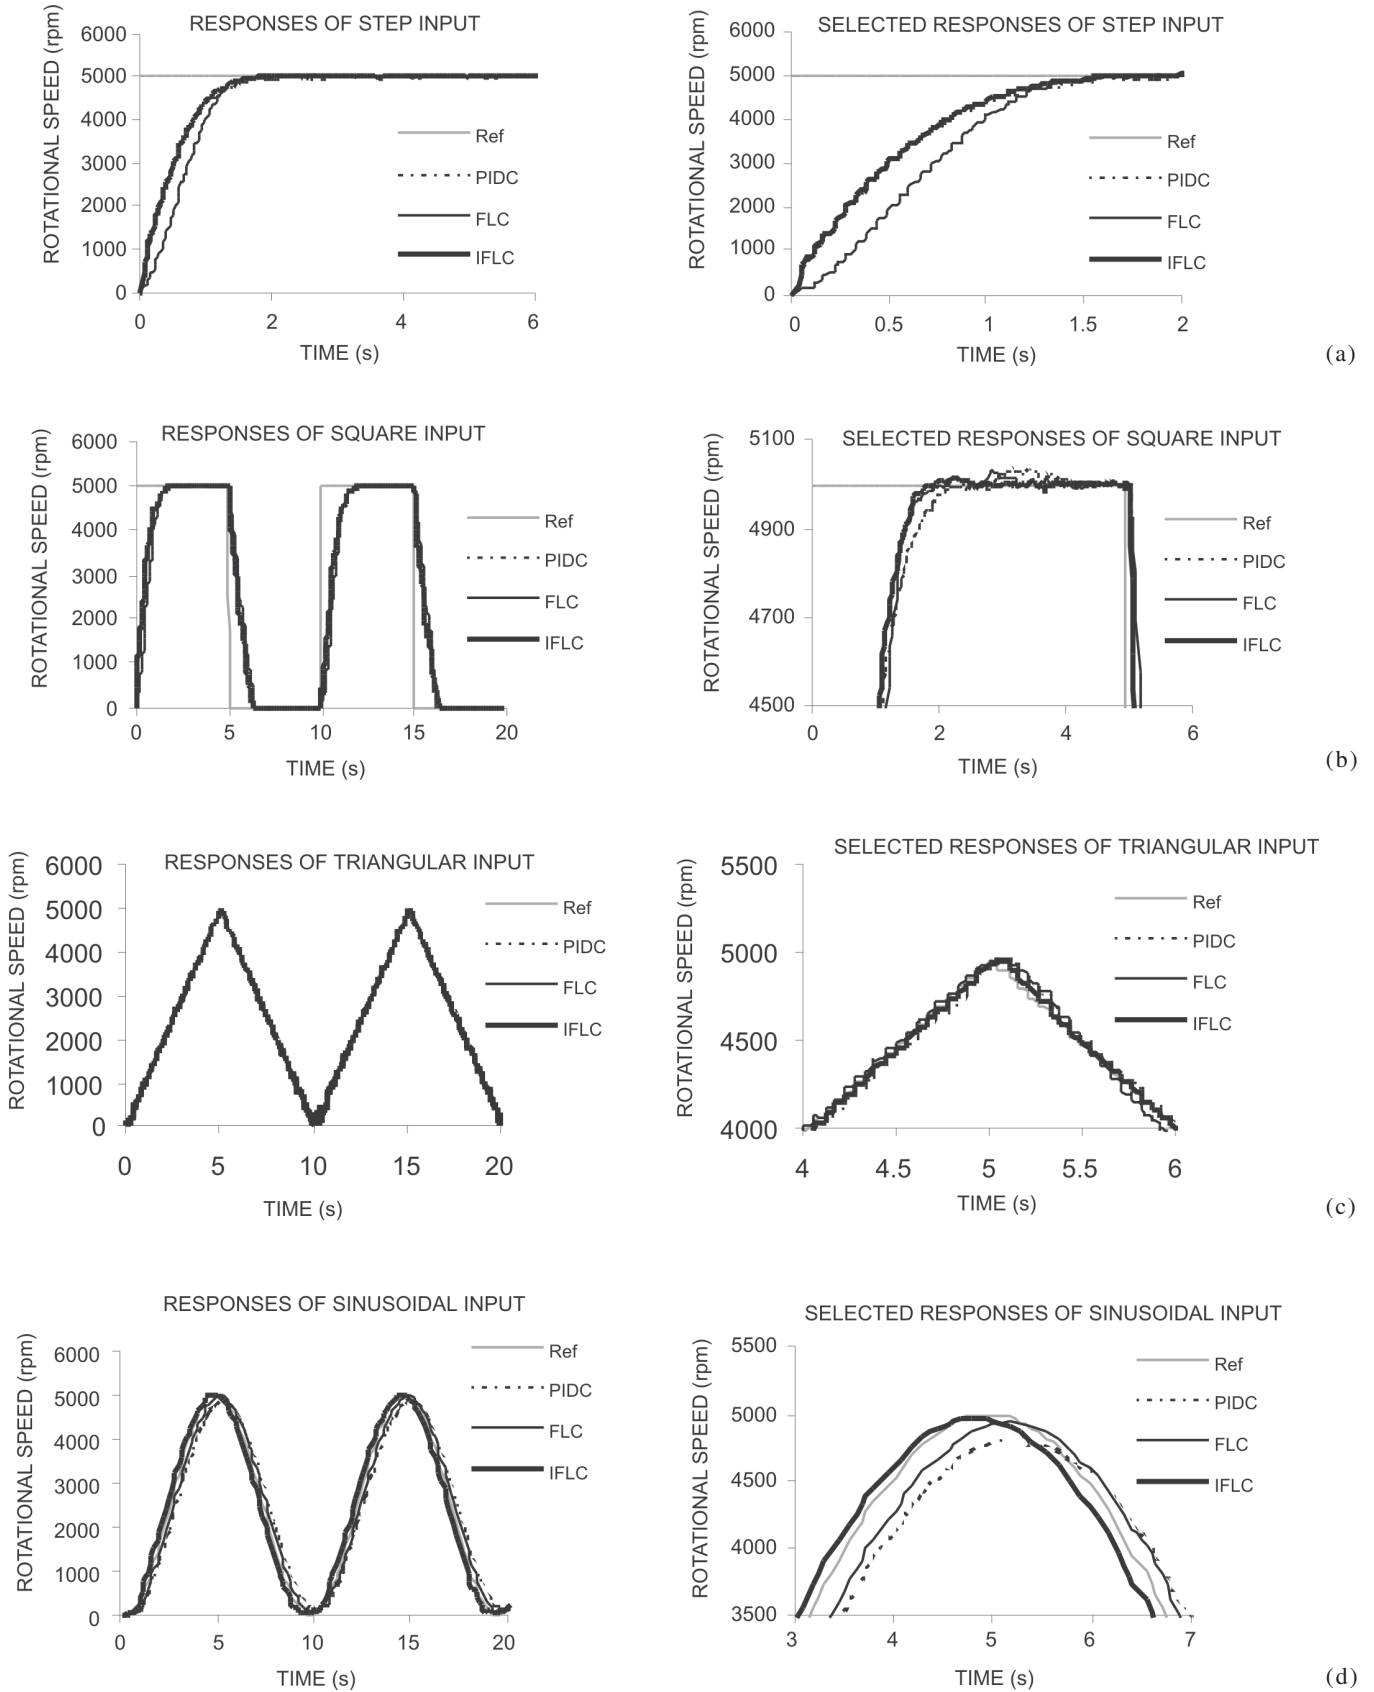 RESPONSES OF STEP INPUT
ROTATIONAL SPEED (rpm)
6000
5000
4000
3000
2000
1000
0
0 2 4 6
TIME (s)
Ref
PIDC
FLC
IFLC
SELECTED RESPONSES OF STEP INPUT
ROTATIONAL SPEED (rpm)
6000
5000
4000
3000
2000
1000
0
0 0.5 1 1.5 2
TIME (s)
Ref
PIDC
FLC
IFLC
(a)
RESPONSES OF SQUARE INPUT
ROTATIONAL SPEED (rpm)
6000
5000
4000
3000
2000
1000
0
0 5 10 15 20
TIME (s)
Ref
PIDC
FLC
IFLC
SELECTED RESPONSES OF SQUARE INPUT
ROTATIONAL SPEED (rpm)
5100
4900
4700
4500
0 2 4 6
TIME (s)
Ref
PIDC
FLC
IFLC
(b)
RESPONSES OF TRIANGULAR INPUT
ROTATIONAL SPEED (rpm)
6000
5000
4000
3000
2000
1000
0
0 5 10 15 20
TIME (s)
Ref
PIDC
FLC
IFLC
SELECTED RESPONSES OF TRIANGULAR INPUT
ROTATIONAL SPEED (rpm)
5500
5000
4500
4000
4 4.5 5 5.5 6
TIME (s)
Ref
PIDC
FLC
IFLC
(c)
RESPONSES OF SINUSOIDAL INPUT
ROTATIONAL SPEED (rpm)
6000
5000
4000
3000
2000
1000
0
0 5 10 15 20
TIME (s)
Ref
PIDC
FLC
IFLC
SELECTED RESPONSES OF SINUSOIDAL INPUT
ROTATIONAL SPEED (rpm)
5500
5000
4500
4000
3500
3 4 5 6 7
TIME (s)
Ref
PIDC
FLC
IFLC
(d)